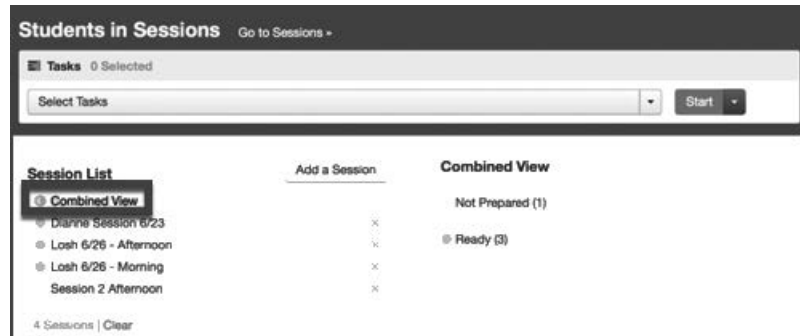 Students in Sessions Go to Sessions »
Tasks 0 Selected
Select Tasks Start
Session List Add a Session
Combined View
Dianne Session 6/23
Losh 6/26 - Afternoon
Losh 6/26 - Morning
Session 2 Afternoon
4 Sessions | Clear
Combined View
Not Prepared (1)
Ready (3)